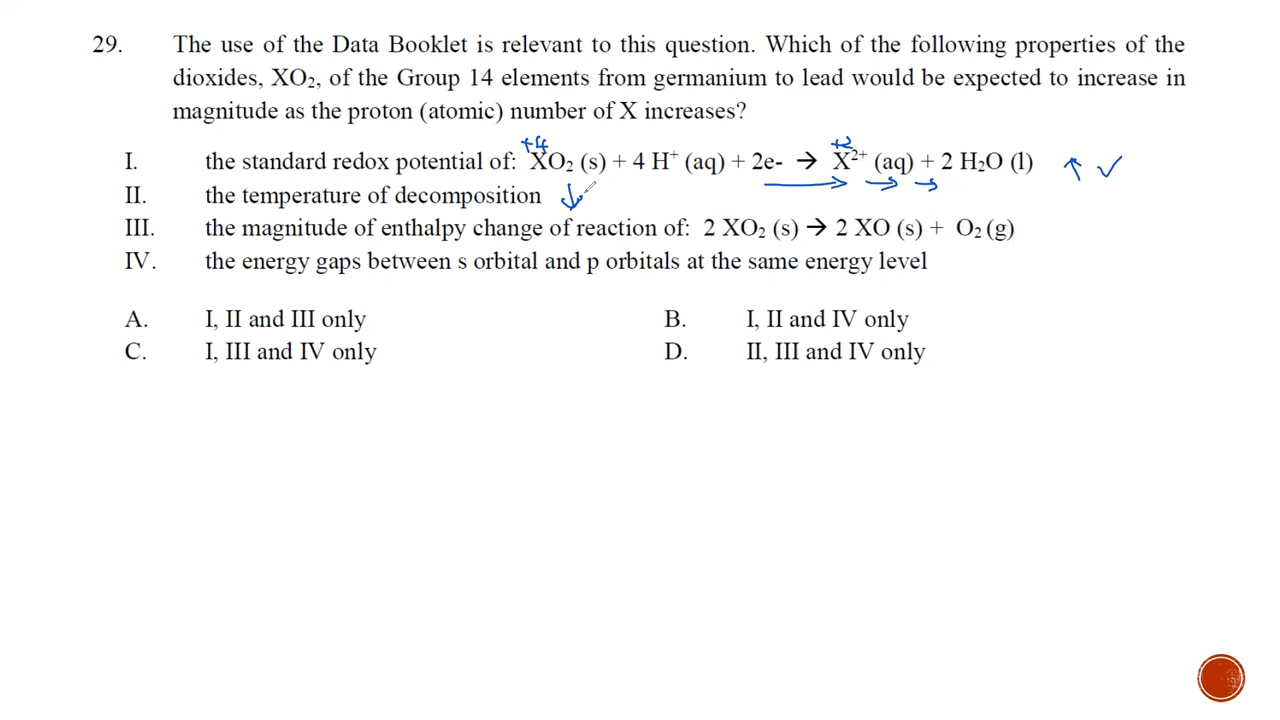 29. The use of the Data Booklet is relevant to this question. Which of the following properties of the
dioxides, XO₂, of the Group 14 elements from germanium to lead would be expected to increase in
magnitude as the proton (atomic) number of X increases?
+4 +2
I. the standard redox potential of: XO₂ (s) + 4 H⁺ (aq) + 2e- → X²⁺ (aq) + 2 H₂O (l) ↑ ✓
II. the temperature of decomposition ↓
III. the magnitude of enthalpy change of reaction of: 2 XO₂ (s) → 2 XO (s) + O₂ (g)
IV. the energy gaps between s orbital and p orbitals at the same energy level
A. I, II and III only B. I, II and IV only
C. I, III and IV only D. II, III and IV only